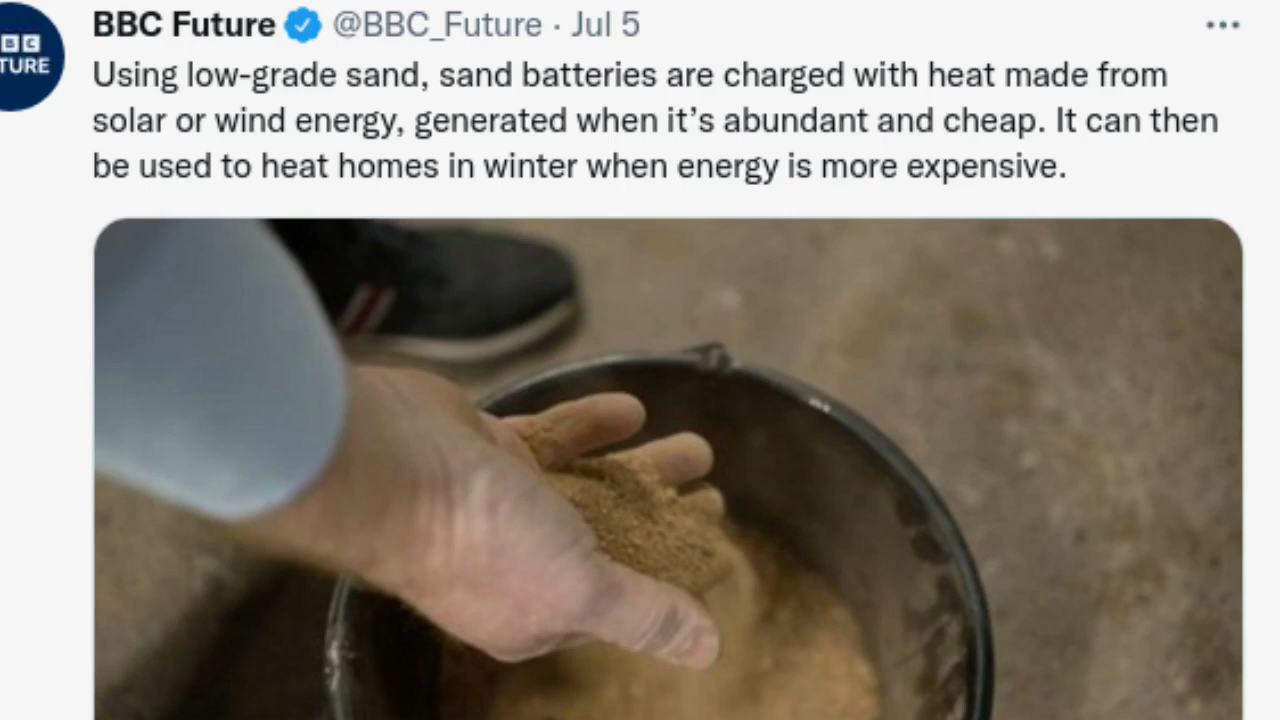 BBC Future @BBC_Future · Jul 5
BC
TURE
Using low-grade sand, sand batteries are charged with heat made from
solar or wind energy, generated when it’s abundant and cheap. It can then
be used to heat homes in winter when energy is more expensive.